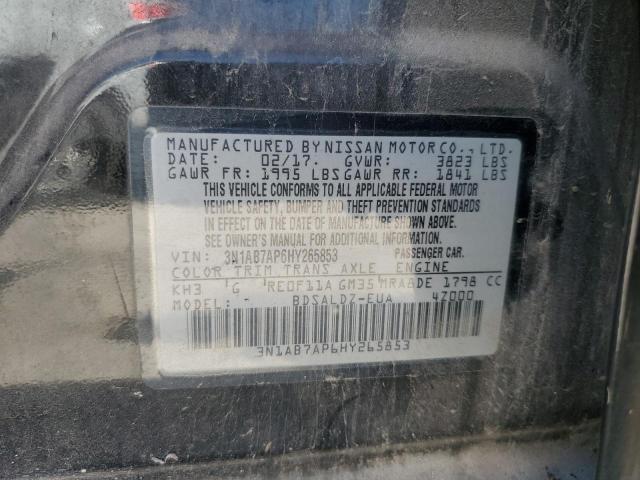 MANUFACTURED BY NISSAN MOTOR CO., LTD.
DATE: 02/17. GVWR: 3823 LBS
GAWR FR: 1995 LBS GAWR RR: 1841 LBS
THIS VEHICLE CONFORMS TO ALL APPLICABLE FEDERAL MOTOR
VEHICLE SAFETY, BUMPER AND THEFT PREVENTION STANDARDS
IN EFFECT ON THE DATE OF MANUFACTURE SHOWN ABOVE.
SEE OWNER'S MANUAL FOR ADDITIONAL INFORMATION.
VIN: 3N1AB7AP6HY265853 PASSENGER CAR.
COLOR TRIM TRANS AXLE ENGINE
KH3 G RE0F11A GM35 MRA8DE 1798 CC
MODEL: - BDSALDZ-EUA 4Z000
3N1AB7AP6HY265853